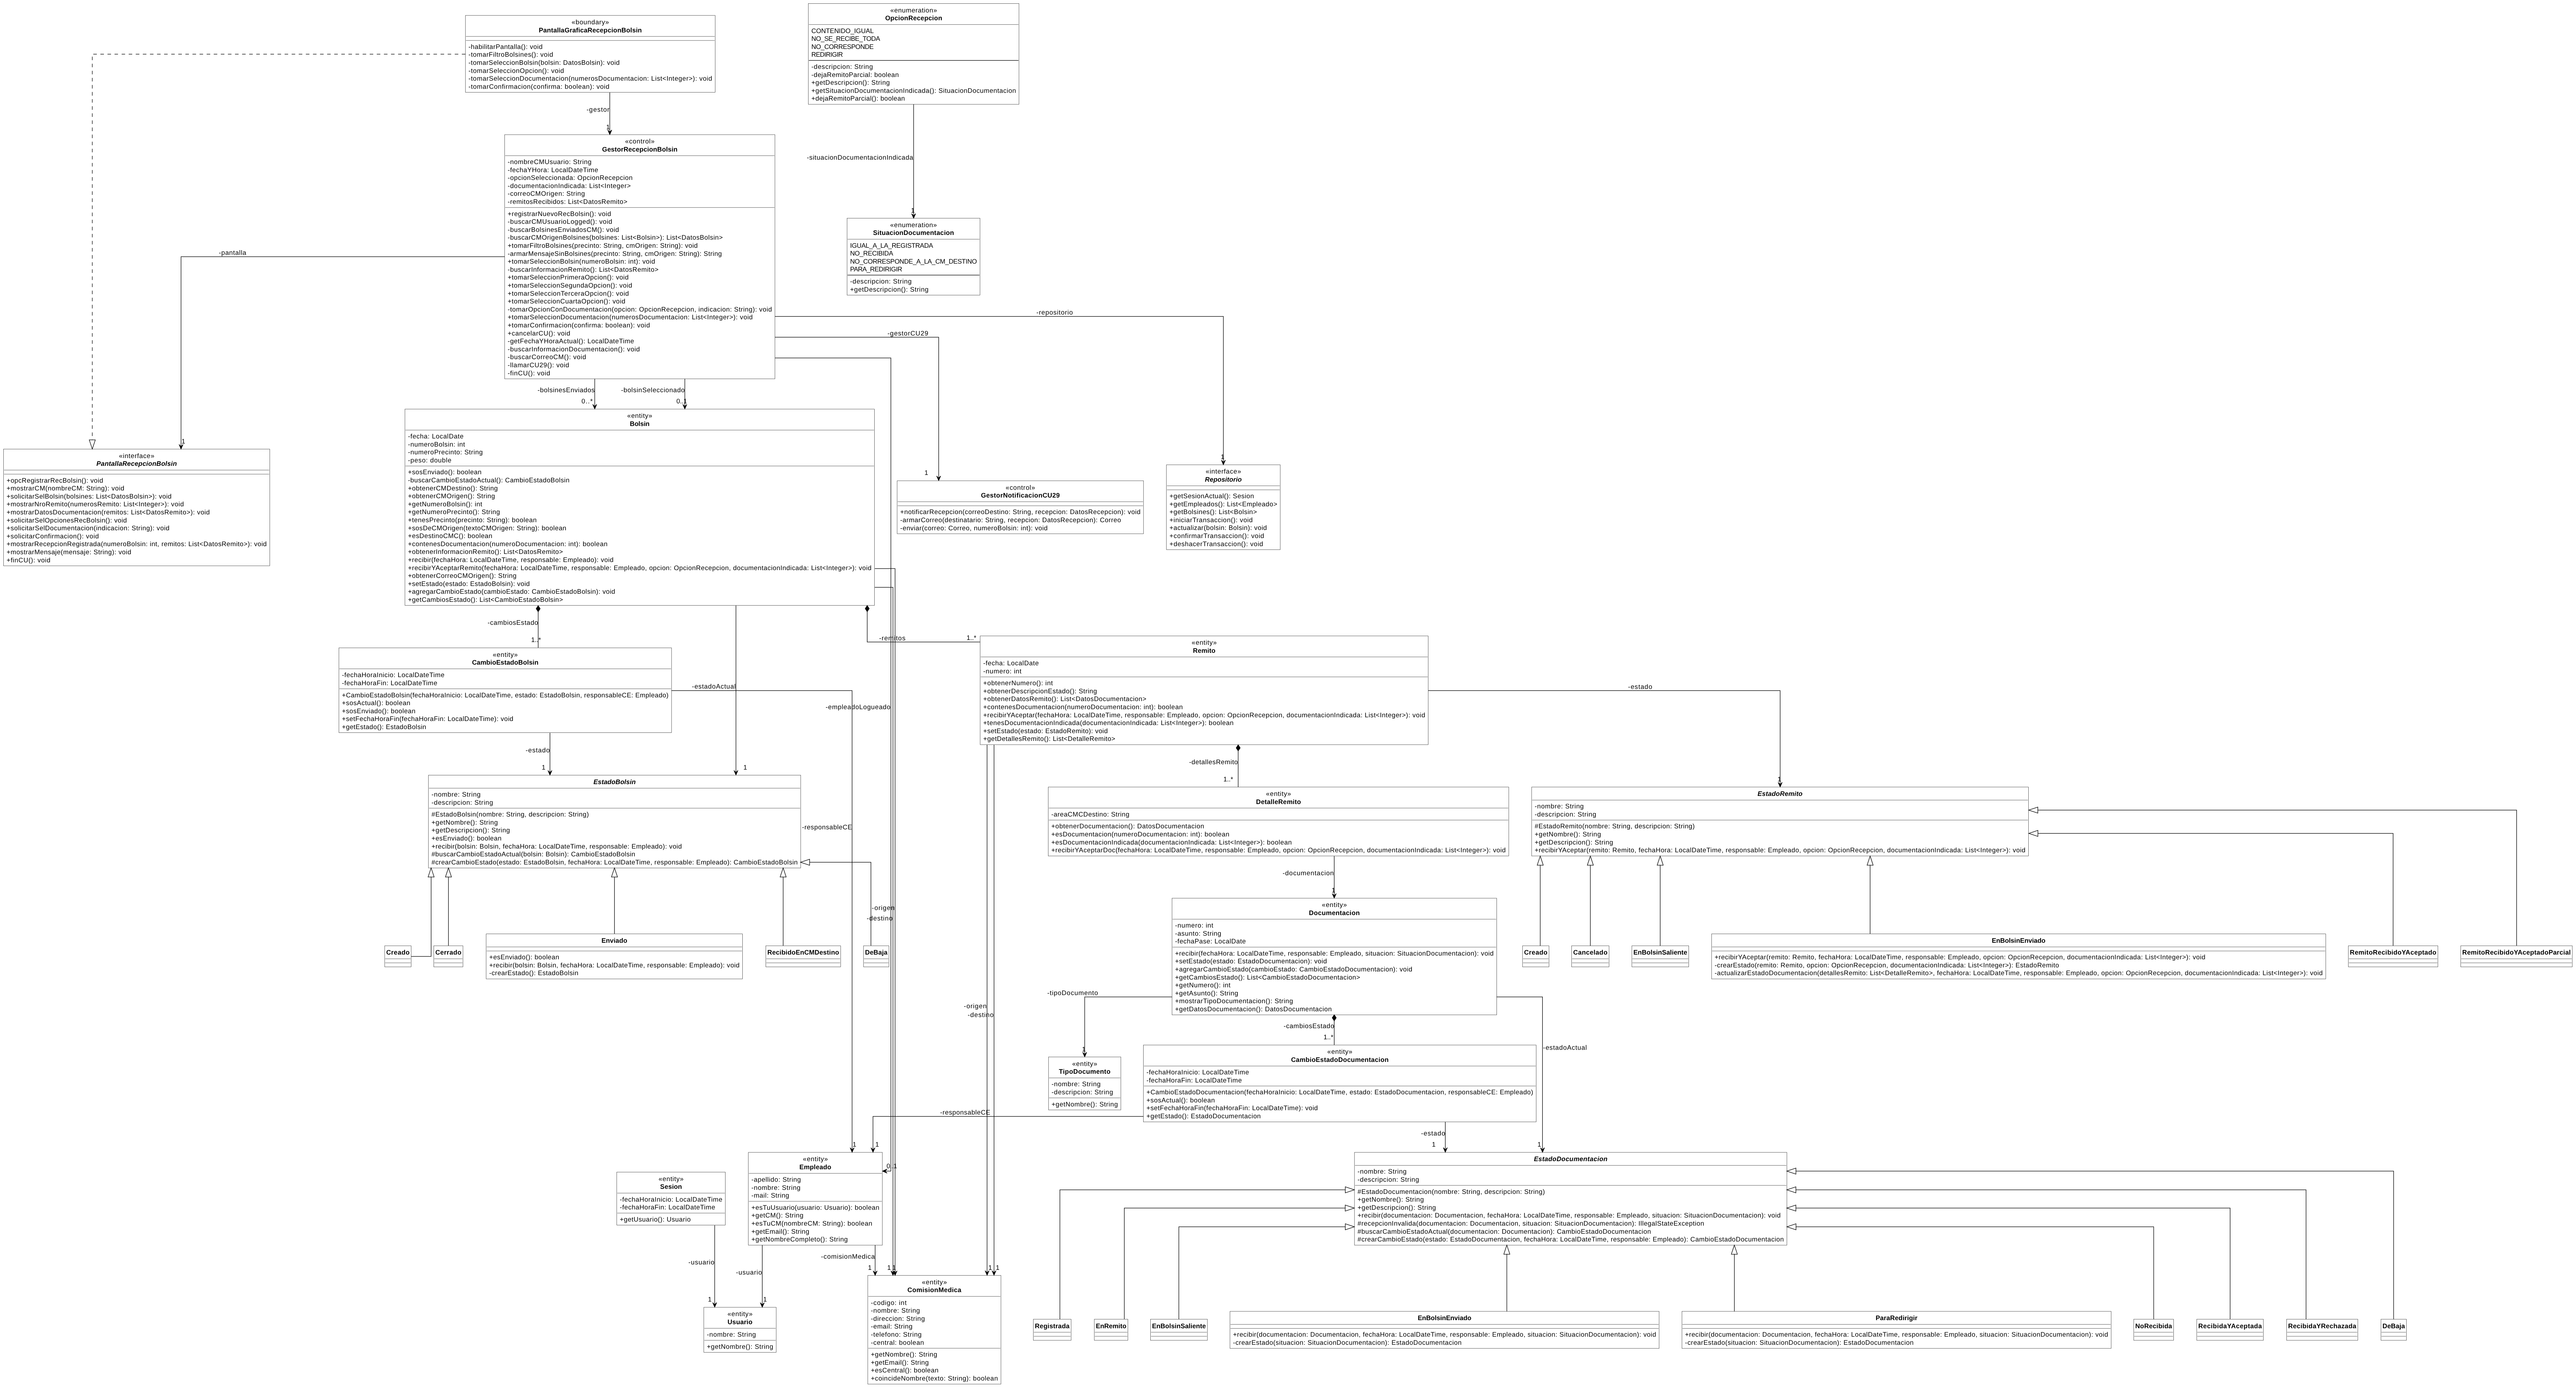 «boundary»
PantallaGraficaRecepcionBolsin
-habilitarPantalla(): void
-tomarFiltroBolsines(): void
-tomarSeleccionBolsin(bolsin: DatosBolsin): void
-tomarSeleccionOpcion(): void
-tomarSeleccionDocumentacion(numerosDocumentacion: List<Integer>): void
-tomarConfirmacion(confirma: boolean): void
«enumeration»
OpcionRecepcion
CONTENIDO_IGUAL
NO_SE_RECIBE_TODA
NO_CORRESPONDE
REDIRIGIR
-descripcion: String
-dejaRemitoParcial: boolean
+getDescripcion(): String
+getSituacionDocumentacionIndicada(): SituacionDocumentacion
+dejaRemitoParcial(): boolean
-gestor
1
«control»
GestorRecepcionBolsin
-nombreCMUsuario: String
-fechaYHora: LocalDateTime
-opcionSeleccionada: OpcionRecepcion
-documentacionIndicada: List<Integer>
-correoCMOrigen: String
-remitosRecibidos: List<DatosRemito>
+registrarNuevoRecBolsin(): void
-buscarCMUsuarioLogged(): void
-buscarBolsinesEnviadosCM(): void
-buscarCMOrigenBolsines(bolsines: List<Bolsin>): List<DatosBolsin>
+tomarFiltroBolsines(precinto: String, cmOrigen: String): void
-armarMensajeSinBolsines(precinto: String, cmOrigen: String): String
+tomarSeleccionBolsin(numeroBolsin: int): void
-buscarInformacionRemito(): List<DatosRemito>
+tomarSeleccionPrimeraOpcion(): void
+tomarSeleccionSegundaOpcion(): void
+tomarSeleccionTerceraOpcion(): void
+tomarSeleccionCuartaOpcion(): void
-tomarOpcionConDocumentacion(opcion: OpcionRecepcion, indicacion: String): void
+tomarSeleccionDocumentacion(numerosDocumentacion: List<Integer>): void
+tomarConfirmacion(confirma: boolean): void
+cancelarCU(): void
-getFechaYHoraActual(): LocalDateTime
-buscarInformacionDocumentacion(): void
-buscarCorreoCM(): void
-llamarCU29(): void
-finCU(): void
-situacionDocumentacionIndicada
1
«enumeration»
SituacionDocumentacion
IGUAL_A_LA_REGISTRADA
NO_RECIBIDA
NO_CORRESPONDE_A_LA_CM_DESTINO
PARA_REDIRIGIR
-descripcion: String
+getDescripcion(): String
-pantalla
1
-repositorio
1
-gestorCU29
1
-bolsinesEnviados
0..*
-bolsinSeleccionado
0..1
«interface»
PantallaRecepcionBolsin
+opcRegistrarRecBolsin(): void
+mostrarCM(nombreCM: String): void
+solicitarSelBolsin(bolsines: List<DatosBolsin>): void
+mostrarNroRemito(numerosRemito: List<Integer>): void
+mostrarDatosDocumentacion(remitos: List<DatosRemito>): void
+solicitarSelOpcionesRecBolsin(): void
+solicitarSelDocumentacion(indicacion: String): void
+solicitarConfirmacion(): void
+mostrarRecepcionRegistrada(numeroBolsin: int, remitos: List<DatosRemito>): void
+mostrarMensaje(mensaje: String): void
+finCU(): void
«entity»
Bolsin
-fecha: LocalDate
-numeroBolsin: int
-numeroPrecinto: String
-peso: double
+sosEnviado(): boolean
-buscarCambioEstadoActual(): CambioEstadoBolsin
+obtenerCMDestino(): String
+obtenerCMOrigen(): String
+getNumeroBolsin(): int
+getNumeroPrecinto(): String
+tenesPrecinto(precinto: String): boolean
+sosDeCMOrigen(textoCMOrigen: String): boolean
+esDestinoCMC(): boolean
+contenesDocumentacion(numeroDocumentacion: int): boolean
+obtenerInformacionRemito(): List<DatosRemito>
+recibir(fechaHora: LocalDateTime, responsable: Empleado): void
+recibirYAceptarRemito(fechaHora: LocalDateTime, responsable: Empleado, opcion: OpcionRecepcion, documentacionIndicada: List<Integer>): void
+obtenerCorreoCMOrigen(): String
+setEstado(estado: EstadoBolsin): void
+agregarCambioEstado(cambioEstado: CambioEstadoBolsin): void
+getCambiosEstado(): List<CambioEstadoBolsin>
«control»
GestorNotificacionCU29
+notificarRecepcion(correoDestino: String, recepcion: DatosRecepcion): void
-armarCorreo(destinatario: String, recepcion: DatosRecepcion): Correo
-enviar(correo: Correo, numeroBolsin: int): void
«interface»
Repositorio
+getSesionActual(): Sesion
+getEmpleados(): List<Empleado>
+getBolsines(): List<Bolsin>
+iniciarTransaccion(): void
+actualizar(bolsin: Bolsin): void
+confirmarTransaccion(): void
+deshacerTransaccion(): void
-cambiosEstado
1..*
-remitos
1..*
«entity»
CambioEstadoBolsin
-fechaHoraInicio: LocalDateTime
-fechaHoraFin: LocalDateTime
+CambioEstadoBolsin(fechaHoraInicio: LocalDateTime, estado: EstadoBolsin, responsableCE: Empleado)
+sosActual(): boolean
+sosEnviado(): boolean
+setFechaHoraFin(fechaHoraFin: LocalDateTime): void
+getEstado(): EstadoBolsin
«entity»
Remito
-fecha: LocalDate
-numero: int
+obtenerNumero(): int
+obtenerDescripcionEstado(): String
+obtenerDatosRemito(): List<DatosDocumentacion>
+contenesDocumentacion(numeroDocumentacion: int): boolean
+recibirYAceptar(fechaHora: LocalDateTime, responsable: Empleado, opcion: OpcionRecepcion, documentacionIndicada: List<Integer>): void
+tenesDocumentacionIndicada(documentacionIndicada: List<Integer>): boolean
+setEstado(estado: EstadoRemito): void
+getDetallesRemito(): List<DetalleRemito>
-estadoActual
1
-empleadoLogueado
0..1
-estado
1
-estado
1
-detallesRemito
1..*
«entity»
DetalleRemito
-areaCMCDestino: String
+obtenerDocumentacion(): DatosDocumentacion
+esDocumentacion(numeroDocumentacion: int): boolean
+esDocumentacionIndicada(documentacionIndicada: List<Integer>): boolean
+recibirYAceptarDoc(fechaHora: LocalDateTime, responsable: Empleado, opcion: OpcionRecepcion, documentacionIndicada: List<Integer>): void
EstadoBolsin
-nombre: String
-descripcion: String
#EstadoBolsin(nombre: String, descripcion: String)
+getNombre(): String
+getDescripcion(): String
+esEnviado(): boolean
+recibir(bolsin: Bolsin, fechaHora: LocalDateTime, responsable: Empleado): void
#buscarCambioEstadoActual(bolsin: Bolsin): CambioEstadoBolsin
#crearCambioEstado(estado: EstadoBolsin, fechaHora: LocalDateTime, responsable: Empleado): CambioEstadoBolsin
-responsableCE
1
EstadoRemito
-nombre: String
-descripcion: String
#EstadoRemito(nombre: String, descripcion: String)
+getNombre(): String
+getDescripcion(): String
+recibirYAceptar(remito: Remito, fechaHora: LocalDateTime, responsable: Empleado, opcion: OpcionRecepcion, documentacionIndicada: List<Integer>): void
-documentacion
1
-origen
-destino
1
1
Creado
Cerrado
Enviado
+esEnviado(): boolean
+recibir(bolsin: Bolsin, fechaHora: LocalDateTime, responsable: Empleado): void
-crearEstado(): EstadoBolsin
RecibidoEnCMDestino
DeBaja
«entity»
Documentacion
-numero: int
-asunto: String
-fechaPase: LocalDate
+recibir(fechaHora: LocalDateTime, responsable: Empleado, situacion: SituacionDocumentacion): void
+setEstado(estado: EstadoDocumentacion): void
+agregarCambioEstado(cambioEstado: CambioEstadoDocumentacion): void
+getCambiosEstado(): List<CambioEstadoDocumentacion>
+getNumero(): int
+getAsunto(): String
+mostrarTipoDocumentacion(): String
+getDatosDocumentacion(): DatosDocumentacion
Creado
Cancelado
EnBolsinSaliente
EnBolsinEnviado
+recibirYAceptar(remito: Remito, fechaHora: LocalDateTime, responsable: Empleado, opcion: OpcionRecepcion, documentacionIndicada: List<Integer>): void
-crearEstado(remito: Remito, opcion: OpcionRecepcion, documentacionIndicada: List<Integer>): EstadoRemito
-actualizarEstadoDocumentacion(detallesRemito: List<DetalleRemito>, fechaHora: LocalDateTime, responsable: Empleado, opcion: OpcionRecepcion, documentacionIndicada: List<Integer>): void
RemitoRecibidoYAceptado
RemitoRecibidoYAceptadoParcial
-tipoDocumento
1
-origen
-destino
1
1
-cambiosEstado
1..*
-estadoActual
1
«entity»
TipoDocumento
-nombre: String
-descripcion: String
+getNombre(): String
«entity»
CambioEstadoDocumentacion
-fechaHoraInicio: LocalDateTime
-fechaHoraFin: LocalDateTime
+CambioEstadoDocumentacion(fechaHoraInicio: LocalDateTime, estado: EstadoDocumentacion, responsableCE: Empleado)
+sosActual(): boolean
+setFechaHoraFin(fechaHoraFin: LocalDateTime): void
+getEstado(): EstadoDocumentacion
-responsableCE
1
-estado
1
«entity»
Sesion
-fechaHoraInicio: LocalDateTime
-fechaHoraFin: LocalDateTime
+getUsuario(): Usuario
«entity»
Empleado
-apellido: String
-nombre: String
-mail: String
+esTuUsuario(usuario: Usuario): boolean
+getCM(): String
+esTuCM(nombreCM: String): boolean
+getEmail(): String
+getNombreCompleto(): String
EstadoDocumentacion
-nombre: String
-descripcion: String
#EstadoDocumentacion(nombre: String, descripcion: String)
+getNombre(): String
+getDescripcion(): String
+recibir(documentacion: Documentacion, fechaHora: LocalDateTime, responsable: Empleado, situacion: SituacionDocumentacion): void
#recepcionInvalida(documentacion: Documentacion, situacion: SituacionDocumentacion): IllegalStateException
#buscarCambioEstadoActual(documentacion: Documentacion): CambioEstadoDocumentacion
#crearCambioEstado(estado: EstadoDocumentacion, fechaHora: LocalDateTime, responsable: Empleado): CambioEstadoDocumentacion
-usuario
1
-usuario
1
-comisionMedica
1
«entity»
Usuario
-nombre: String
+getNombre(): String
«entity»
ComisionMedica
-codigo: int
-nombre: String
-direccion: String
-email: String
-telefono: String
-central: boolean
+getNombre(): String
+getEmail(): String
+esCentral(): boolean
+coincideNombre(texto: String): boolean
Registrada
EnRemito
EnBolsinSaliente
EnBolsinEnviado
+recibir(documentacion: Documentacion, fechaHora: LocalDateTime, responsable: Empleado, situacion: SituacionDocumentacion): void
-crearEstado(situacion: SituacionDocumentacion): EstadoDocumentacion
ParaRedirigir
+recibir(documentacion: Documentacion, fechaHora: LocalDateTime, responsable: Empleado, situacion: SituacionDocumentacion): void
-crearEstado(situacion: SituacionDocumentacion): EstadoDocumentacion
NoRecibida
RecibidaYAceptada
RecibidaYRechazada
DeBaja